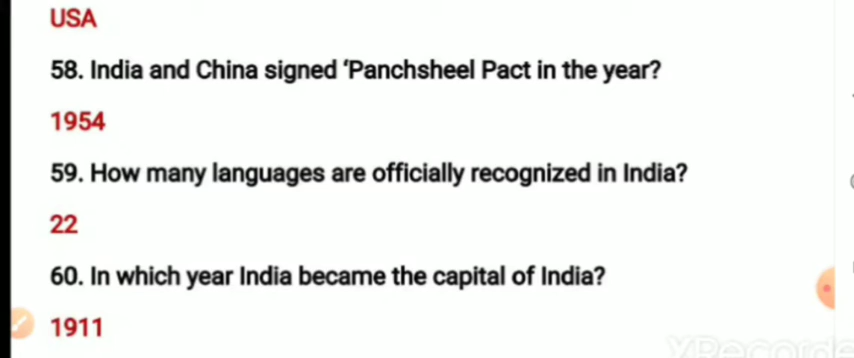 USA
58. India and China signed ‘Panchsheel Pact in the year?
1954
59. How many languages are officially recognized in India?
22
60. In which year India became the capital of India?
1911